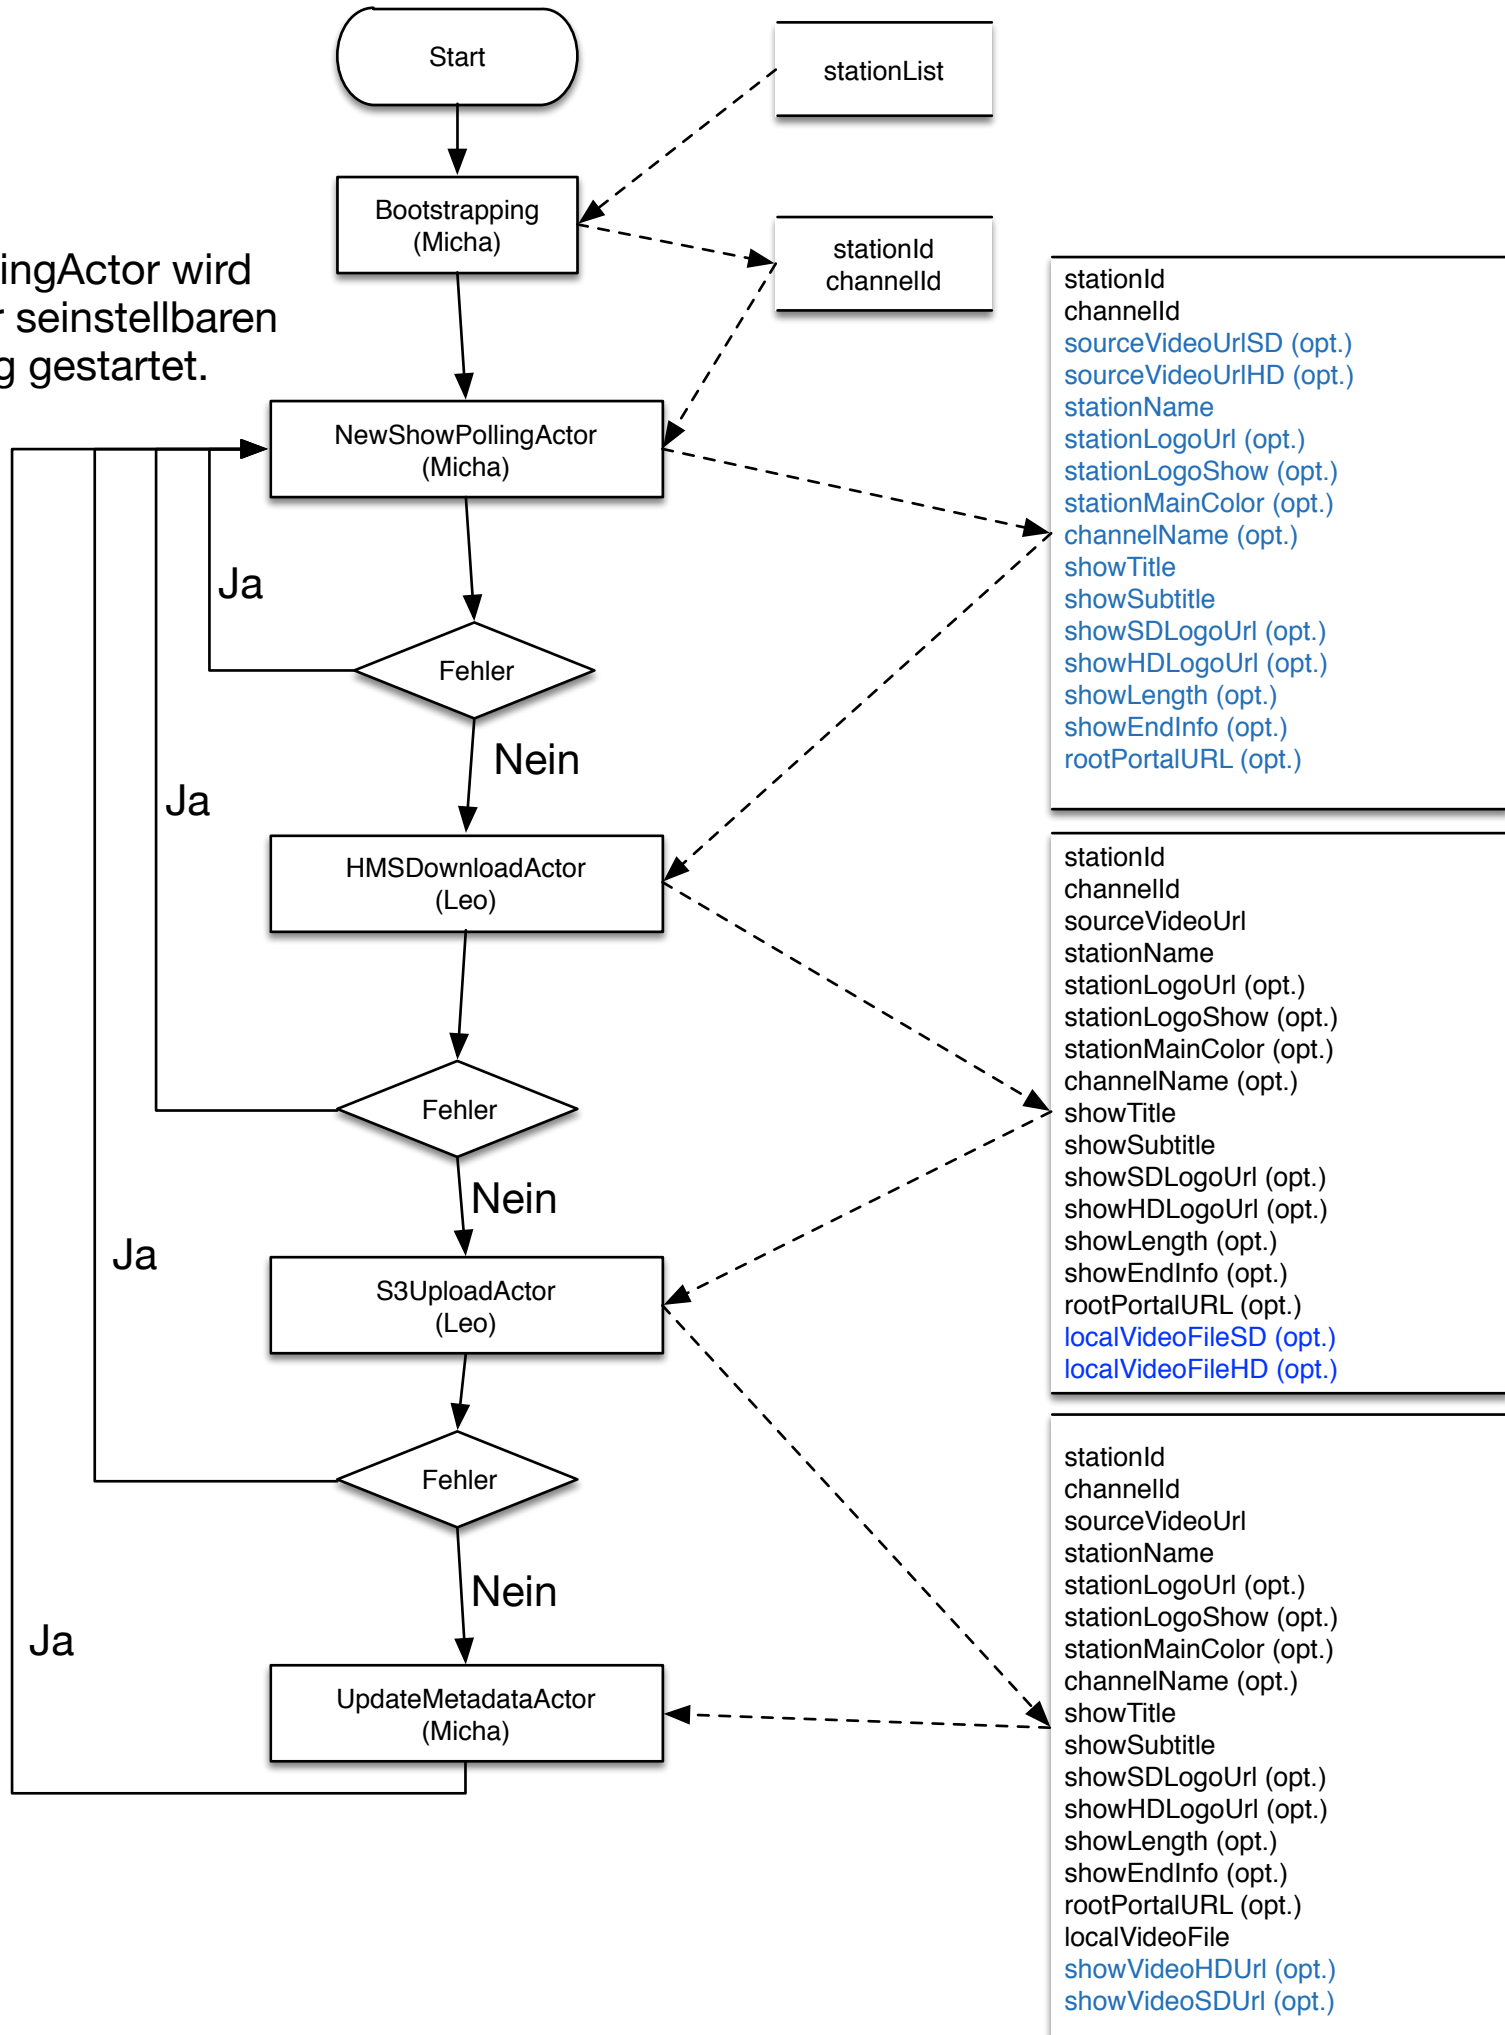 Start
stationList
Bootstrapping
(Micha)
stationId
channelId
wird
seinstellbaren
gestartet.
NewShowPollingActor
(Micha)
stationId
channelId
sourceVideoUrlSD (opt.)
sourceVideoUrlHD (opt.)
stationName
stationLogoUrl (opt.)
stationLogoShow (opt.)
stationMainColor (opt.)
channelName (opt.)
showTitle
showSubtitle
showSDLogoUrl (opt.)
showHDLogoUrl (opt.)
showLength (opt.)
showEndInfo (opt.)
rootPortalURL (opt.)
Ja
Fehler
Nein
Ja
HMSDownloadActor
(Leo)
stationId
channelId
sourceVideoUrl
stationName
stationLogoUrl (opt.)
stationLogoShow (opt.)
stationMainColor (opt.)
channelName (opt.)
showTitle
showSubtitle
showSDLogoUrl (opt.)
showHDLogoUrl (opt.)
showLength (opt.)
showEndInfo (opt.)
rootPortalURL (opt.)
localVideoFileSD (opt.)
localVideoFileHD (opt.)
Fehler
Nein
Ja
S3UploadActor
(Leo)
Fehler
Nein
Ja
UpdateMetadataActor
(Micha)
stationId
channelId
sourceVideoUrl
stationName
stationLogoUrl (opt.)
stationLogoShow (opt.)
stationMainColor (opt.)
channelName (opt.)
showTitle
showSubtitle
showSDLogoUrl (opt.)
showHDLogoUrl (opt.)
showLength (opt.)
showEndInfo (opt.)
rootPortalURL (opt.)
localVideoFile
showVideoHDUrl (opt.)
showVideoSDUrl (opt.)